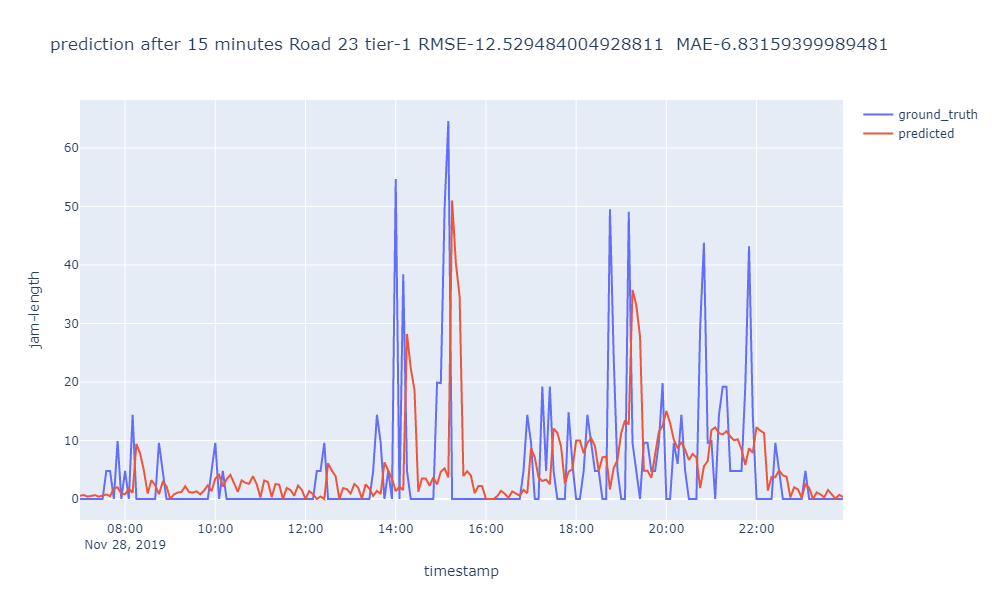 prediction after 15 minutes Road 23 tier-1 RMSE-12.529484004928811  MAE-6.83159399989481
ground_truth
predicted
60
50
40
30
20
10
0
jam-length
08:00 10:00 12:00 14:00 16:00 18:00 20:00 22:00
Nov 28, 2019
timestamp